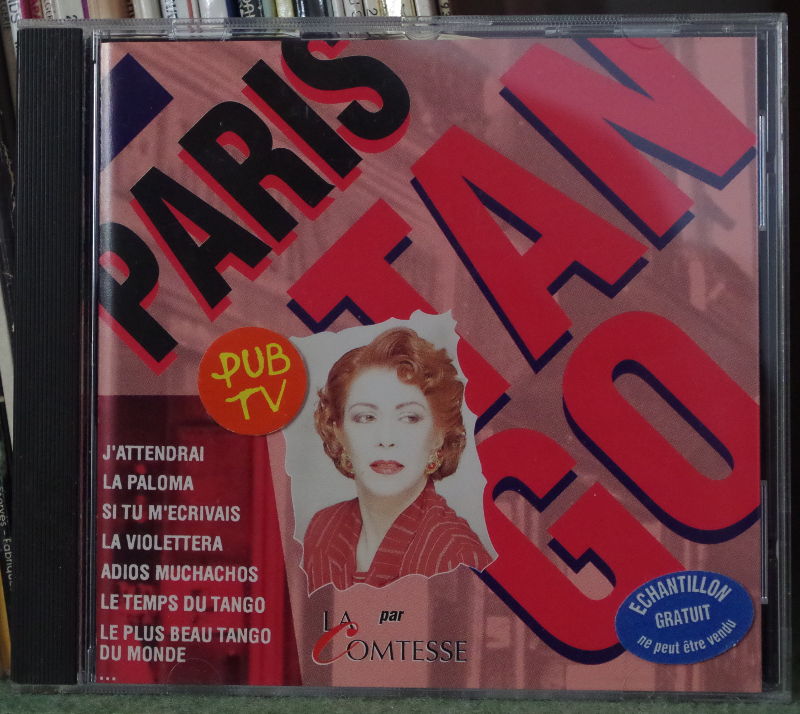 PARIS
TAN
GO
PUB
TV
J'ATTENDRAI
LA PALOMA
SI TU M'ECRIVAIS
LA VIOLETTERA
ADIOS MUCHACHOS
LE TEMPS DU TANGO
LE PLUS BEAU TANGO
DU MONDE
...
par
LA
COMTESSE
ECHANTILLON
GRATUIT
ne peut être vendu